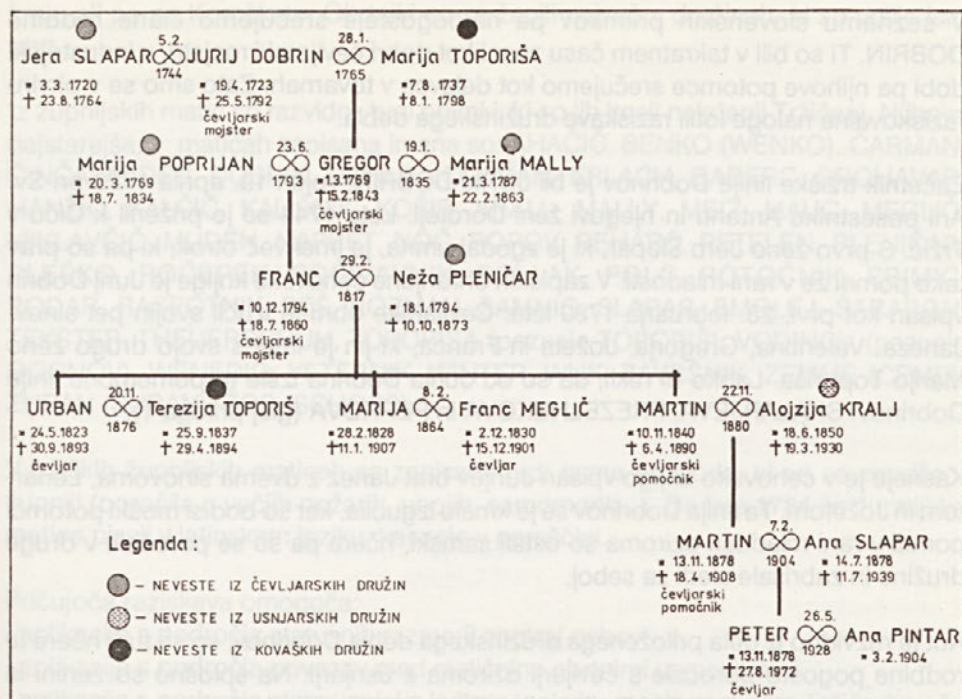 5.2. 28.1.
Jera SLAPAR JURIJ DOBRIN Marija TOPORIŠA
1744 1765
▪ 3.3.1720 ▪ 19.4.1723 ▪ 7.8.1737
† 23.8.1764 † 25.5.1792 † 8.1.1798
čevljarski
mojster
23.6. 19.1.
Marija POPRIJAN GREGOR Marija MALLY
1793 1835
▪ 20.3.1769 ▪ 1.3.1769 ▪ 21.3.1787
† 18.7.1834 † 15.2.1843 † 22.7.1863
čevljarski
mojster
29.2.
FRANC Neža PLENIČAR
1817
▪ 10.12.1794 ▪ 18.1.1794
† 18.7.1860 † 10.10.1873
čevljarski
mojster
20.11. 8.2. 22.11.
URBAN Terezija TOPORIŠ MARIJA Franc MEGLIČ MARTIN Alojzija KRALJ
1876 1864 1880
▪ 24.5.1823 ▪ 25.9.1837 ▪ 28.2.1828 ▪ 2.12.1830 ▪ 10.11.1840 ▪ 18.6.1850
† 30.9.1893 † 29.4.1894 † 11.1.1907 † 15.12.1901 † 6.4.1890 † 19.3.1930
čevljar čevljar čevljarski
pomočnik
Legenda:
– NEVESTE IZ ČEVLJARSKIH DRUŽIN
– NEVESTE IZ USNJARSKIH DRUŽIN
– NEVESTE IZ KOVAŠKIH DRUŽIN
7.2.
MARTIN Ana SLAPAR
1904
▪ 13.11.1878 ▪ 14.7.1878
† 18.4.1908 † 11.7.1939
čevljarski
pomočnik
26.5.
PETER Ana PINTAR
1928
▪ 13.11.1878 ▪ 3.2.1904
čevljar